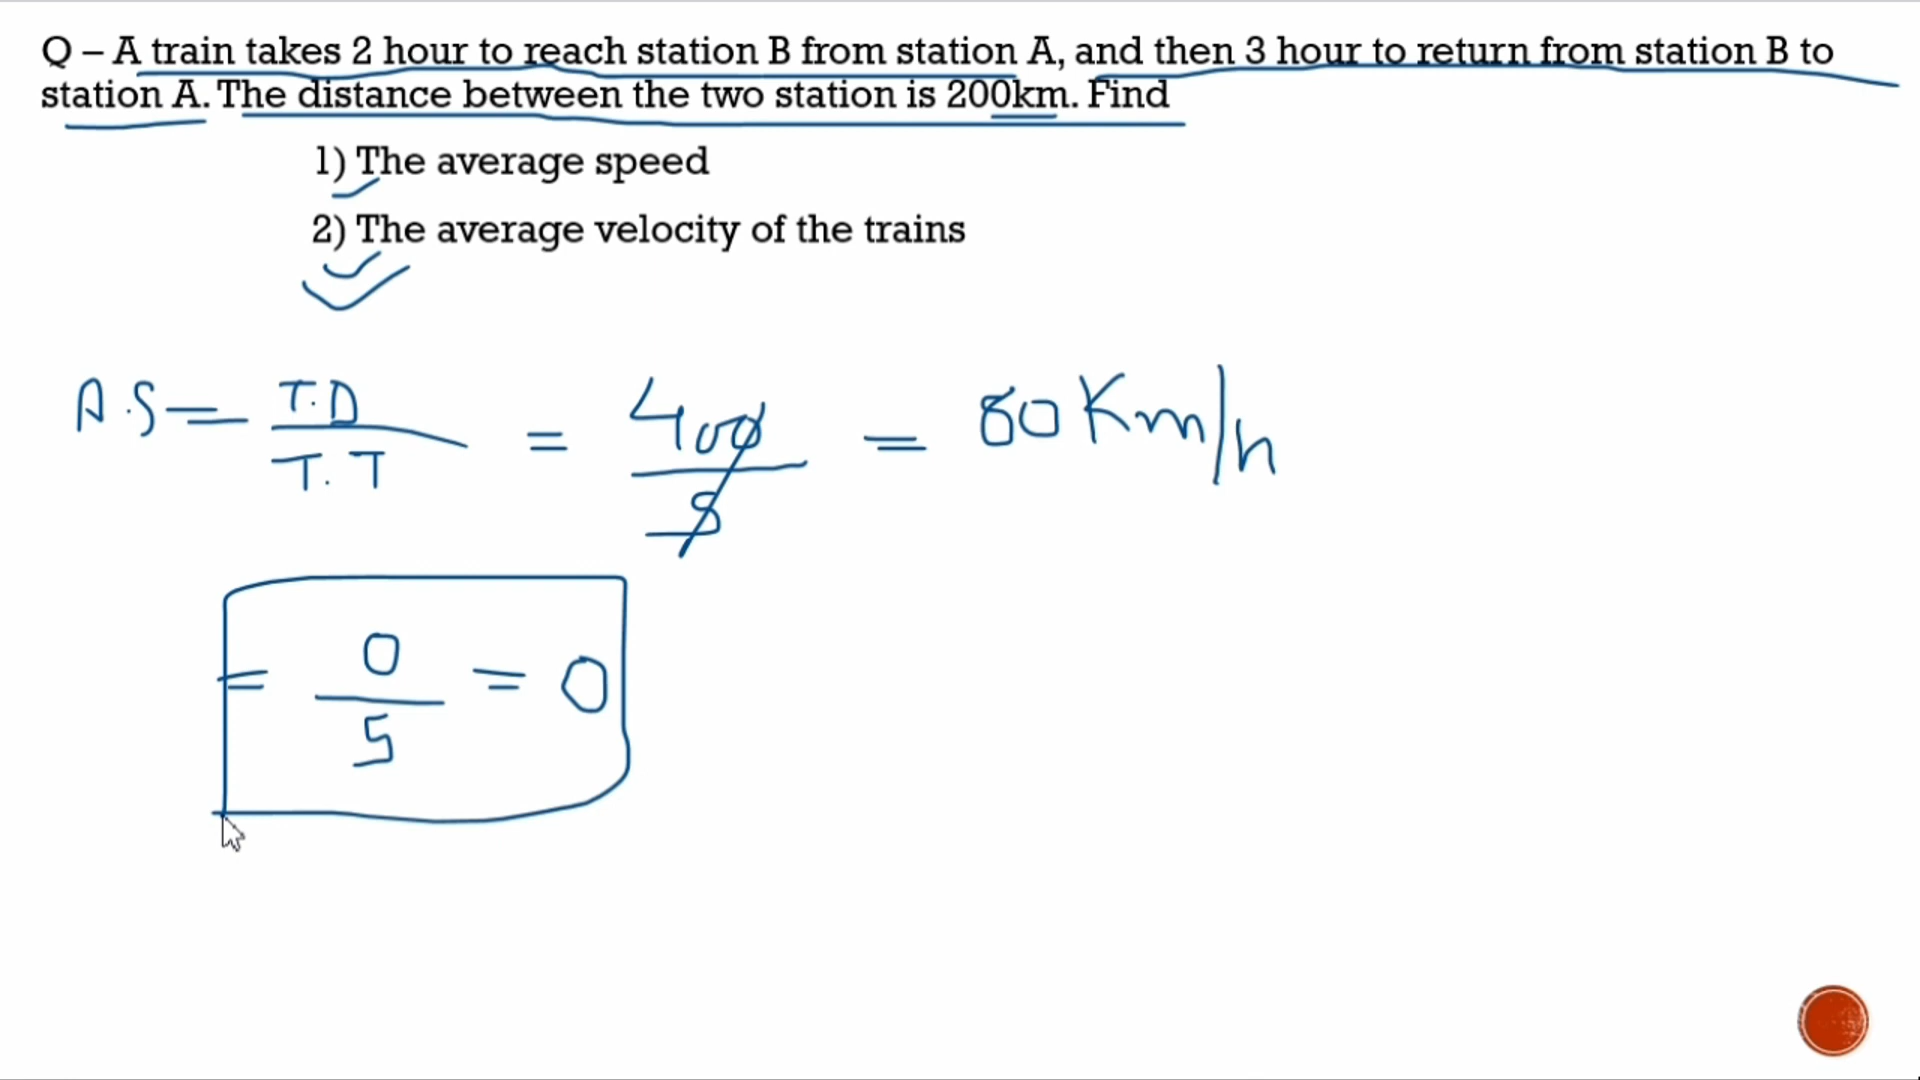 Q – A train takes 2 hour to reach station B from station A, and then 3 hour to return from station B to
station A. The distance between the two station is 200km. Find
1) The average speed
2) The average velocity of the trains
A.S = T.D / T.T = 400 / 5 = 80 Km/h
= 0 / 5 = 0